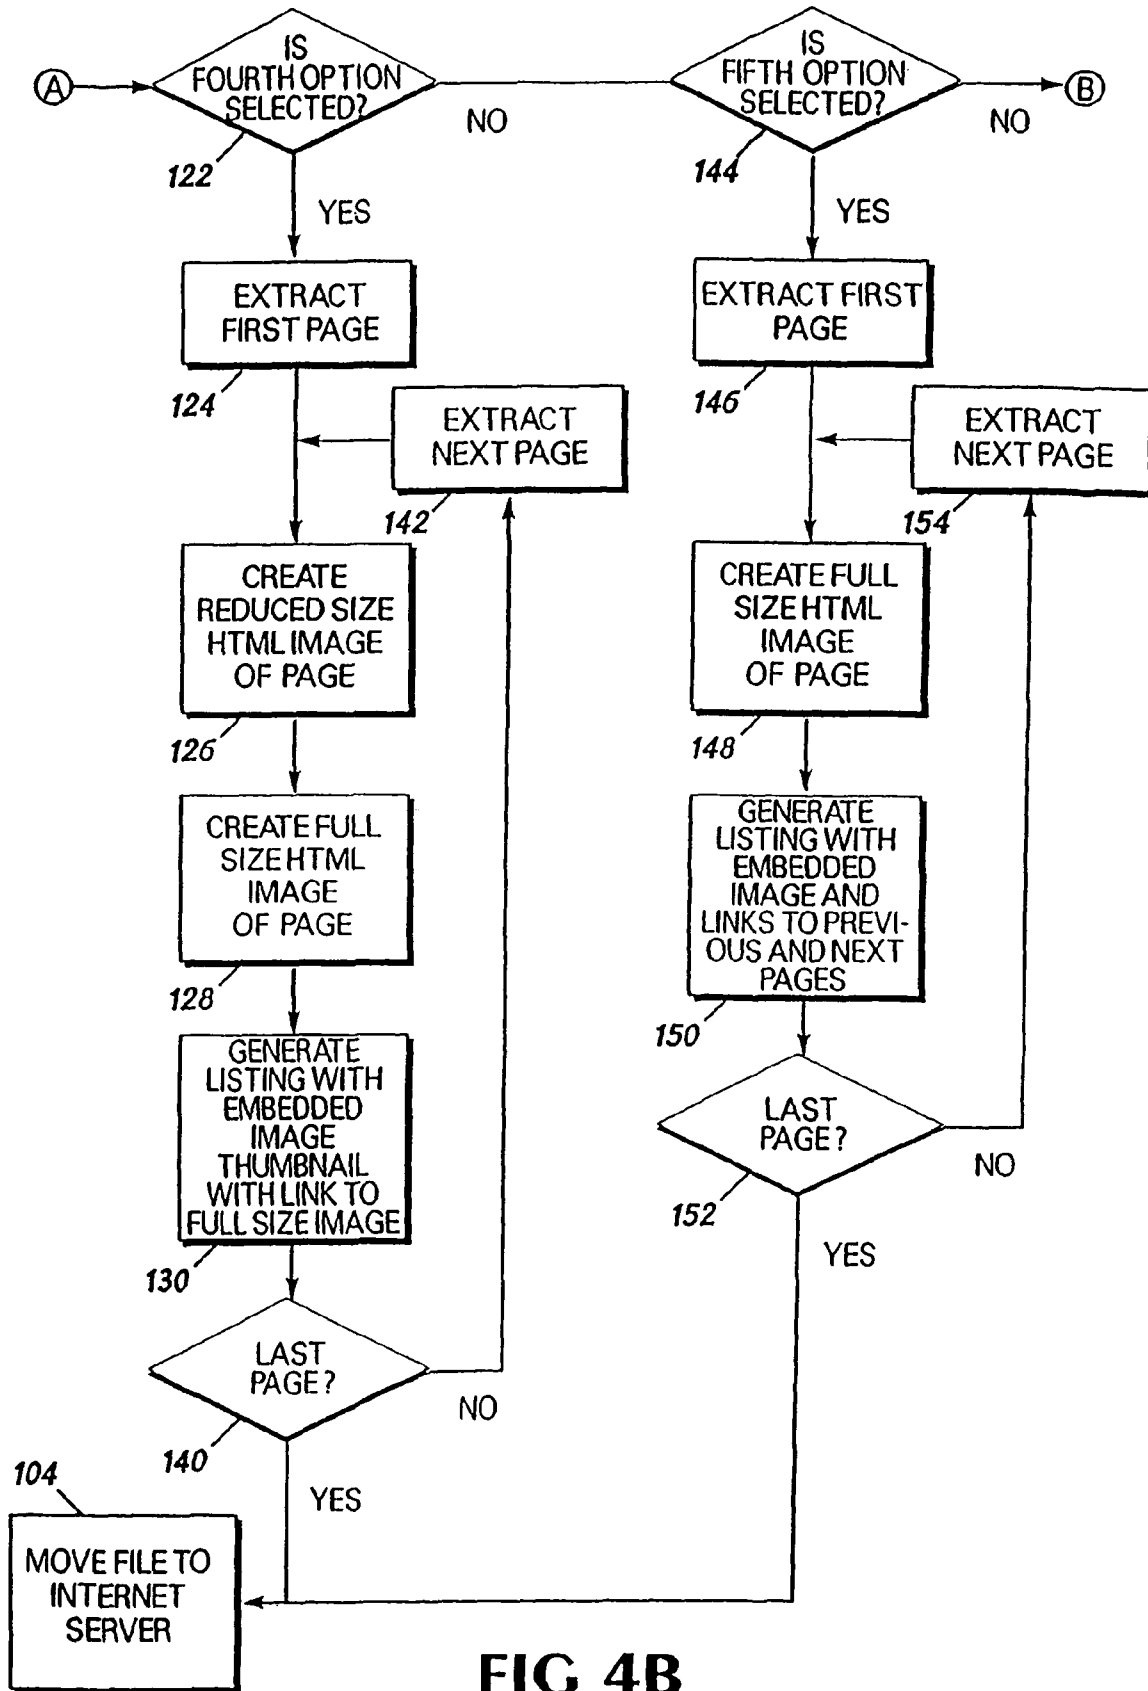 IS
FOURTH OPTION
SELECTED?
A
NO
122
YES
IS
FIFTH OPTION
SELECTED?
B
NO
144
YES
EXTRACT
FIRST PAGE
124
EXTRACT
NEXT PAGE
142
CREATE
REDUCED SIZE
HTML IMAGE
OF PAGE
126
CREATE FULL
SIZE HTML
IMAGE
OF PAGE
128
GENERATE
LISTING WITH
EMBEDDED
IMAGE
THUMBNAIL
WITH LINK TO
FULL SIZE IMAGE
130
LAST
PAGE?
NO
140
YES
104
MOVE FILE TO
INTERNET
SERVER
EXTRACT FIRST
PAGE
146
EXTRACT
NEXT PAGE
154
CREATE FULL
SIZE HTML
IMAGE
OF PAGE
148
GENERATE
LISTING WITH
EMBEDDED
IMAGE AND
LINKS TO PREVI-
OUS AND NEXT
PAGES
150
LAST
PAGE?
NO
152
YES
FIG 4B